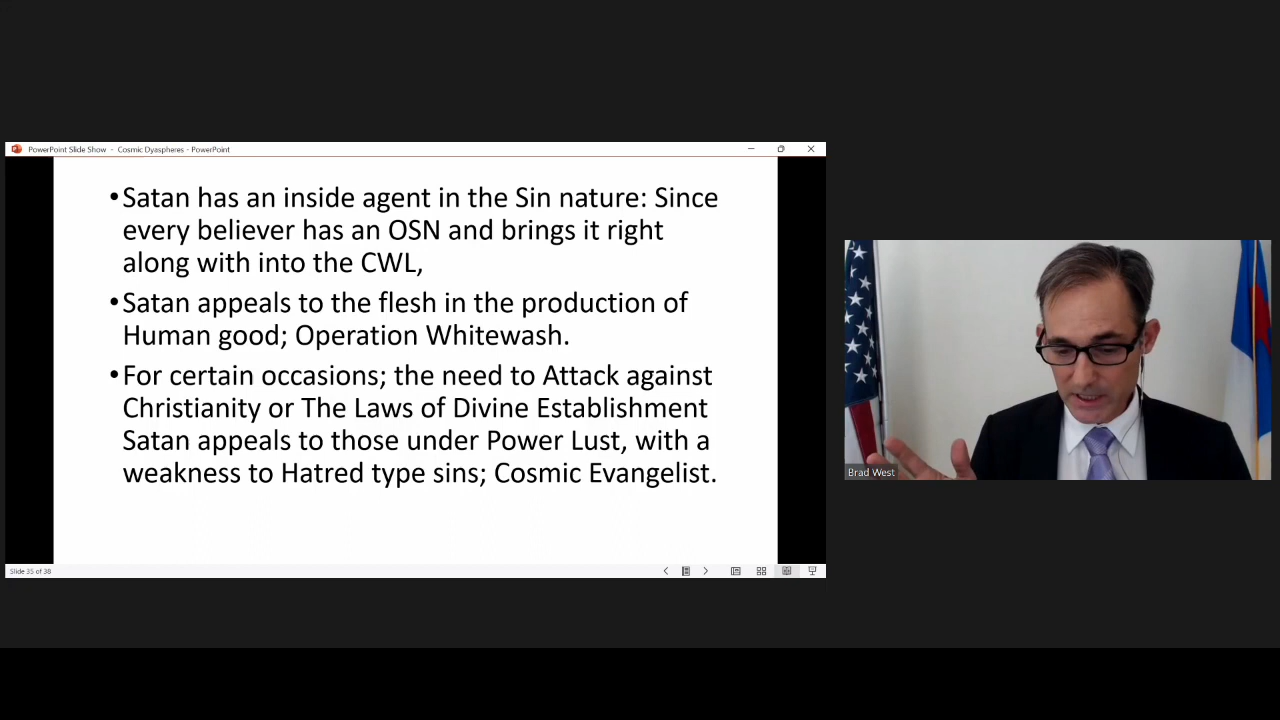 PowerPoint Slide Show - Cosmic Dyaspheres - PowerPoint
•Satan has an inside agent in the Sin nature: Since
every believer has an OSN and brings it right
along with into the CWL,
•Satan appeals to the flesh in the production of
Human good; Operation Whitewash.
•For certain occasions; the need to Attack against
Christianity or The Laws of Divine Establishment
Satan appeals to those under Power Lust, with a
weakness to Hatred type sins; Cosmic Evangelist.
Slide 35 of 38
Brad West